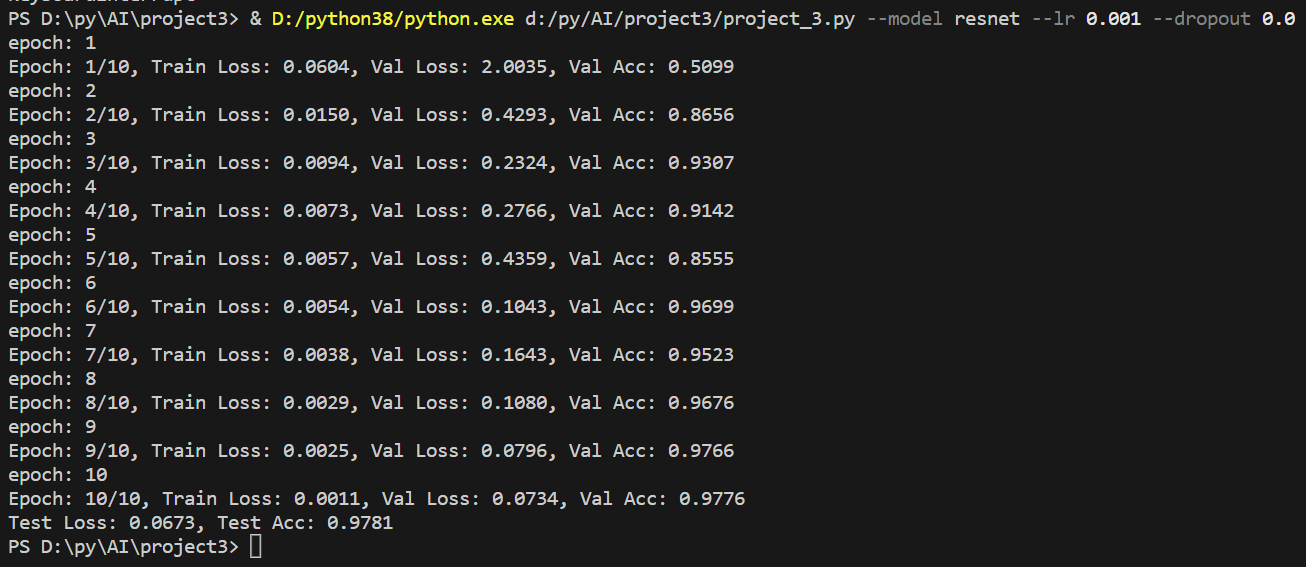 PS D:\py\AI\project3> & D:/python38/python.exe d:/py/AI/project3/project_3.py --model resnet --lr 0.001 --dropout 0.0
epoch: 1
Epoch: 1/10, Train Loss: 0.0604, Val Loss: 2.0035, Val Acc: 0.5099
epoch: 2
Epoch: 2/10, Train Loss: 0.0150, Val Loss: 0.4293, Val Acc: 0.8656
epoch: 3
Epoch: 3/10, Train Loss: 0.0094, Val Loss: 0.2324, Val Acc: 0.9307
epoch: 4
Epoch: 4/10, Train Loss: 0.0073, Val Loss: 0.2766, Val Acc: 0.9142
epoch: 5
Epoch: 5/10, Train Loss: 0.0057, Val Loss: 0.4359, Val Acc: 0.8555
epoch: 6
Epoch: 6/10, Train Loss: 0.0054, Val Loss: 0.1043, Val Acc: 0.9699
epoch: 7
Epoch: 7/10, Train Loss: 0.0038, Val Loss: 0.1643, Val Acc: 0.9523
epoch: 8
Epoch: 8/10, Train Loss: 0.0029, Val Loss: 0.1080, Val Acc: 0.9676
epoch: 9
Epoch: 9/10, Train Loss: 0.0025, Val Loss: 0.0796, Val Acc: 0.9766
epoch: 10
Epoch: 10/10, Train Loss: 0.0011, Val Loss: 0.0734, Val Acc: 0.9776
Test Loss: 0.0673, Test Acc: 0.9781
PS D:\py\AI\project3>